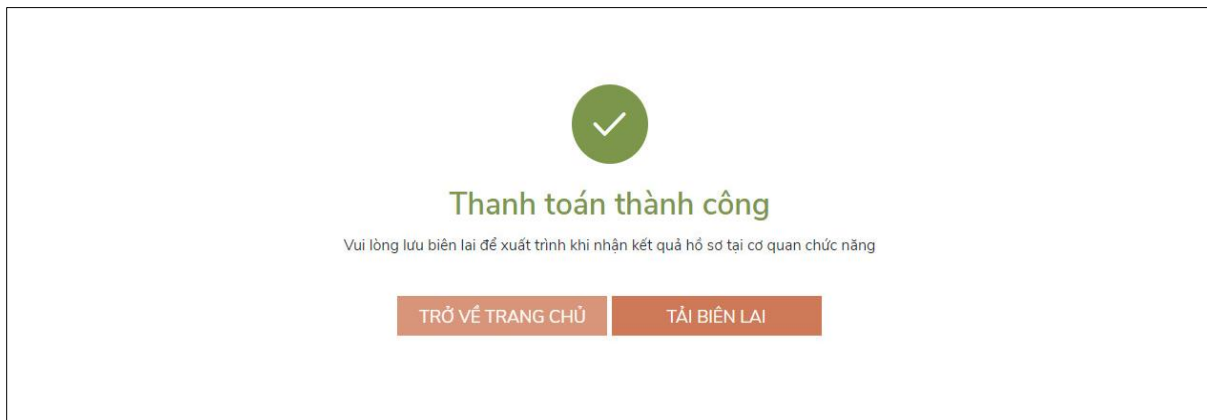 Thanh toán thành công
Vui lòng lưu biên lai để xuất trình khi nhận kết quả hồ sơ tại cơ quan chức năng
TRỞ VỀ TRANG CHỦ
TẢI BIÊN LAI